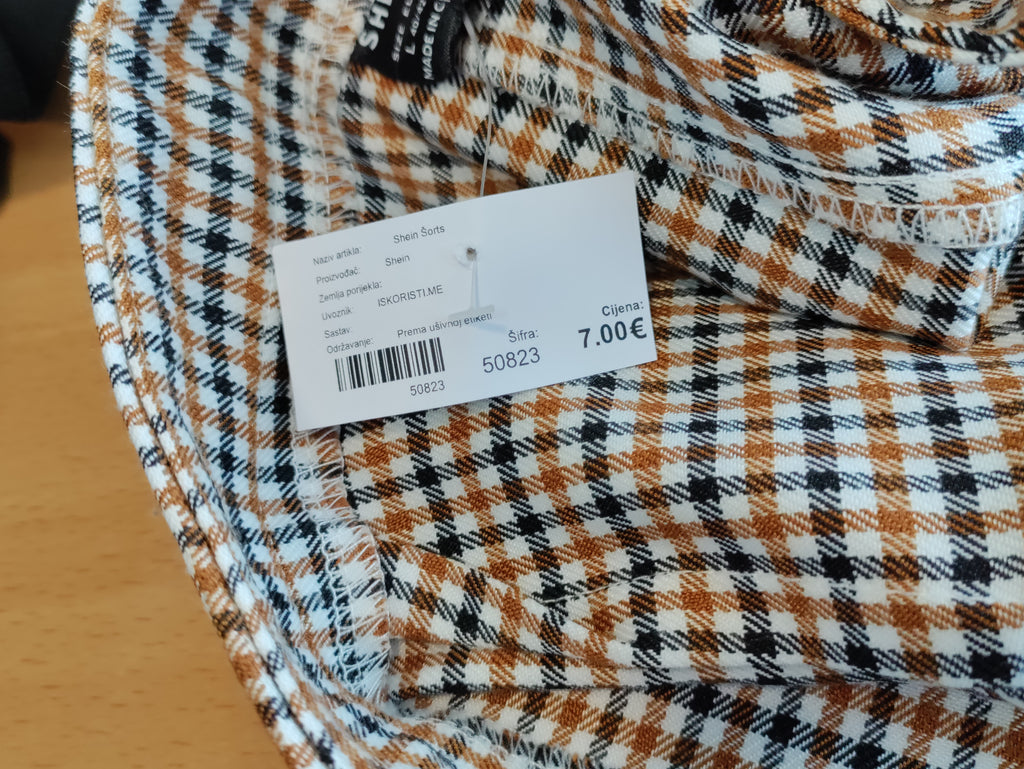 L
MADE IN
Naziv artikla: Shein Šorts
Proizvođač: Shein
Zemlja porijekla:
Uvoznik: ISKORISTI.ME
Sastav:
Održavanje: Prema ušivnoj etiketi
50823
Šifra:
50823
Cijena:
7.00€